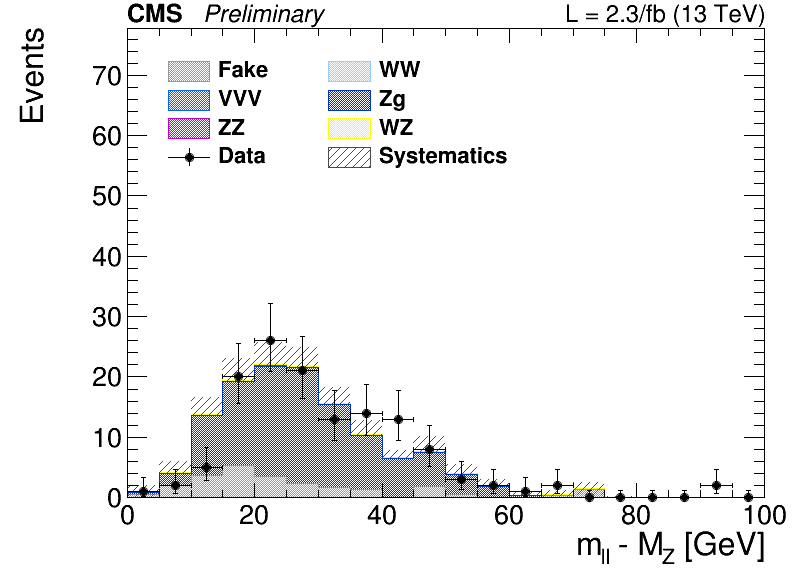 CMS Preliminary L = 2.3/fb (13 TeV)
Events
70
60
50
40
30
20
10
0
Fake WW
VVV Zg
ZZ WZ
Data Systematics
0 20 40 60 80 100
m_ll - M_Z [GeV]